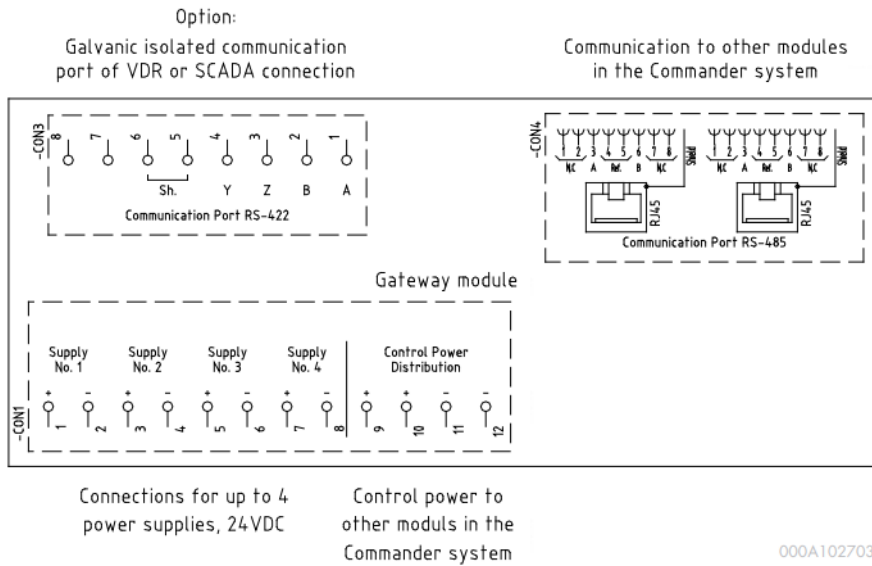 Option:
Galvanic isolated communication
port of VDR or SCADA connection
Communication to other modules
in the Commander system
-CON3
8 7 6 5 4 3 2 1
Sh. Y Z B A
Communication Port RS-422
-CON4
1 2 3 4 5 6 7 8 1 2 3 4 5 6 7 8
N,C A Ref. B N,C Shield N,C A Ref. B N,C Shield
RJ45 RJ45
Communication Port RS-485
Gateway module
Supply Supply Supply Supply Control Power
No. 1 No. 2 No. 3 No. 4 Distribution
+ - + - + - + - + + - -
-CON1
1 2 3 4 5 6 7 8 9 10 11 12
Connections for up to 4
power supplies, 24VDC
Control power to
other moduls in the
Commander system
000A102703